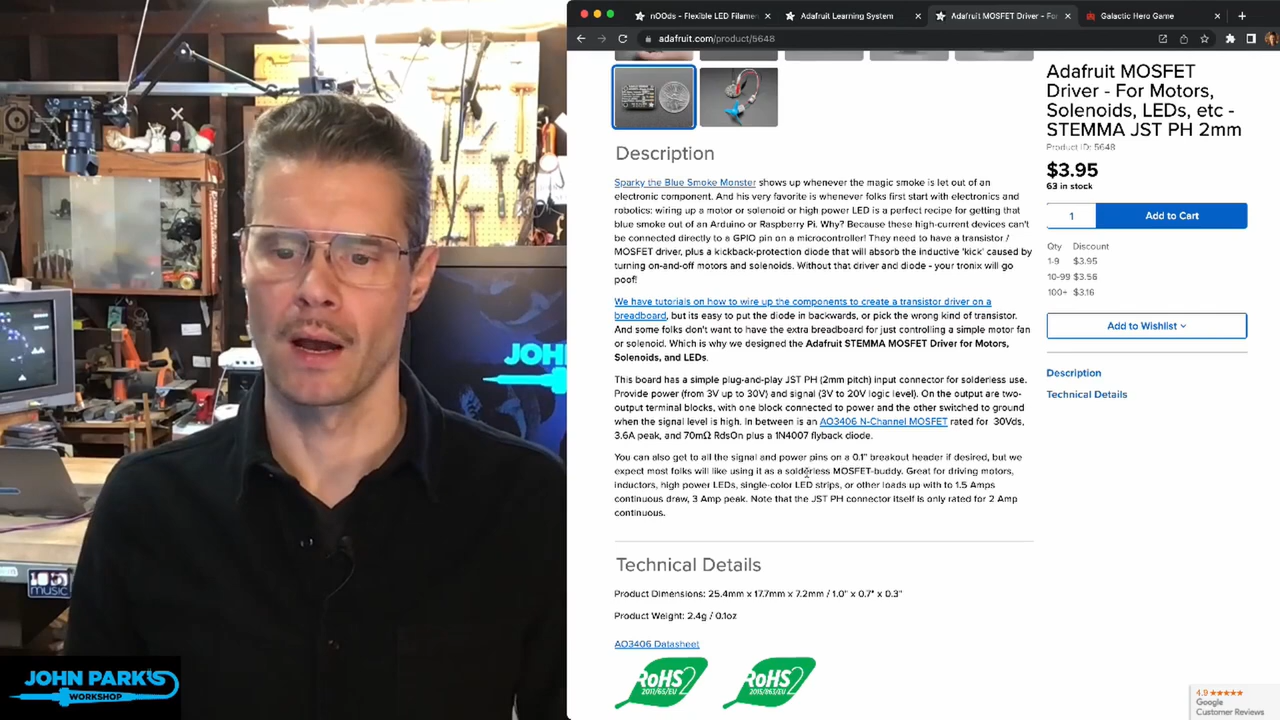 nOOds - Flexible LED Filamen
Adafruit Learning System
Adafruit MOSFET Driver - For
Galactic Hero Game
adafruit.com/product/5648
Adafruit MOSFET
Driver - For Motors,
Solenoids, LEDs, etc -
STEMMA JST PH 2mm
Product ID: 5648
$3.95
63 in stock
1
Add to Cart
Qty Discount
1-9 $3.95
10-99 $3.56
100+ $3.16
Add to Wishlist
Description
Technical Details
Description
Sparky the Blue Smoke Monster shows up whenever the magic smoke is let out of an
electronic component. And his very favorite is whenever folks first start with electronics and
robotics: wiring up a motor or solenoid or high power LED is a perfect recipe for getting that
blue smoke out of an Arduino or Raspberry Pi. Why? Because these high-current devices can't
be connected directly to a GPIO pin on a microcontroller! They need to have a transistor /
MOSFET driver, plus a kickback-protection diode that will absorb the inductive 'kick' caused by
turning on-and-off motors and solenoids. Without that driver and diode - your tronix will go
poof!
We have tutorials on how to wire up the components to create a transistor driver on a
breadboard, but its easy to put the diode in backwards, or pick the wrong kind of transistor.
And some folks don't want to have the extra breadboard for just controlling a simple motor fan
or solenoid. Which is why we designed the Adafruit STEMMA MOSFET Driver for Motors,
Solenoids, and LEDs.
This board has a simple plug-and-play JST PH (2mm pitch) input connector for solderless use.
Provide power (from 3V up to 30V) and signal (3V to 20V logic level). On the output are two-
output terminal blocks, with one block connected to power and the other switched to ground
when the signal level is high. In between is an AO3406 N-Channel MOSFET rated for 30Vds,
3.6A peak, and 70mΩ RdsOn plus a 1N4007 flyback diode.
You can also get to all the signal and power pins on a 0.1" breakout header if desired, but we
expect most folks will like using it as a solderless MOSFET-buddy. Great for driving motors,
inductors, high power LEDs, single-color LED strips, or other loads up with to 1.5 Amps
continuous draw, 3 Amp peak. Note that the JST PH connector itself is only rated for 2 Amp
continuous.
Technical Details
Product Dimensions: 25.4mm x 17.7mm x 7.2mm / 1.0" x 0.7" x 0.3"
Product Weight: 2.4g / 0.1oz
AO3406 Datasheet
RoHS 2
2011/65/EU
RoHS 2
2015/863/EU
4.9 ★★★★★
Google
Customer Reviews
JOH
music
JOHN PARK'S
WORKSHOP